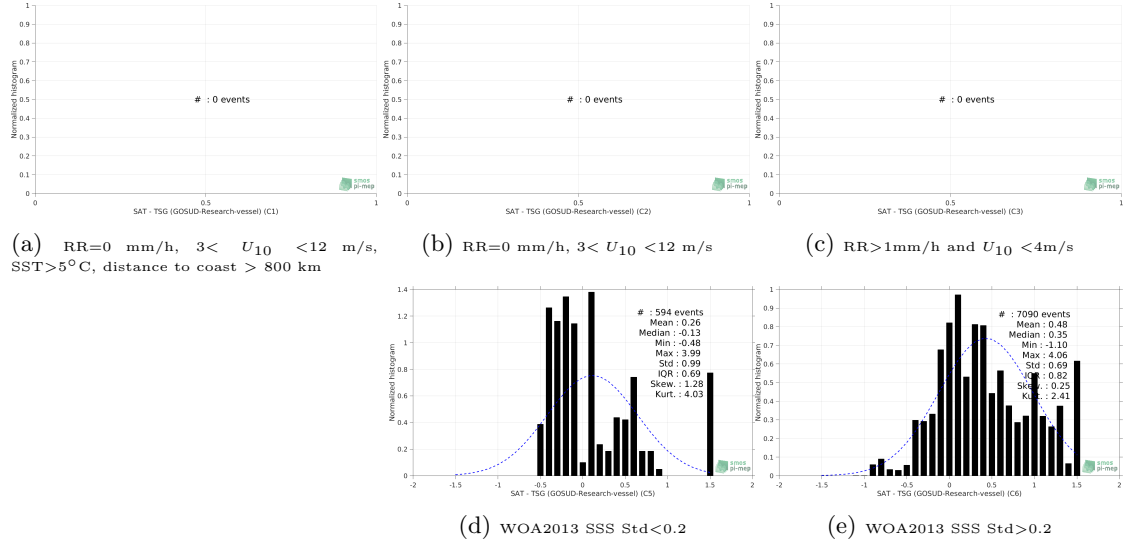 1
0.9
0.8
0.7
0.6
0.5
0.4
0.3
0.2
0.1
0
Normalized histogram
# : 0 events
smos
pi-mep
0 0.5 1
SAT - TSG (GOSUD-Research-vessel) (C1)
(a) RR=0 mm/h, 3< U10 <12 m/s,
SST>5°C, distance to coast > 800 km
1
0.9
0.8
0.7
0.6
0.5
0.4
0.3
0.2
0.1
0
Normalized histogram
# : 0 events
smos
pi-mep
0 0.5 1
SAT - TSG (GOSUD-Research-vessel) (C2)
(b) RR=0 mm/h, 3< U10 <12 m/s
1
0.9
0.8
0.7
0.6
0.5
0.4
0.3
0.2
0.1
0
Normalized histogram
# : 0 events
smos
pi-mep
0 0.5 1
SAT - TSG (GOSUD-Research-vessel) (C3)
(c) RR>1mm/h and U10 <4m/s
1.4
1.2
1
0.8
0.6
0.4
0.2
0
Normalized histogram
# : 594 events
Mean : 0.26
Median : -0.13
Min : -0.48
Max : 3.99
Std : 0.99
IQR : 0.69
Skew. : 1.28
Kurt. : 4.03
smos
pi-mep
-2 -1.5 -1 -0.5 0 0.5 1 1.5 2
SAT - TSG (GOSUD-Research-vessel) (C5)
(d) WOA2013 SSS Std<0.2
1
0.9
0.8
0.7
0.6
0.5
0.4
0.3
0.2
0.1
0
Normalized histogram
# : 7090 events
Mean : 0.48
Median : 0.35
Min : -1.10
Max : 4.06
Std : 0.69
IQR : 0.82
Skew. : 0.25
Kurt. : 2.41
smos
pi-mep
-2 -1.5 -1 -0.5 0 0.5 1 1.5 2
SAT - TSG (GOSUD-Research-vessel) (C6)
(e) WOA2013 SSS Std>0.2